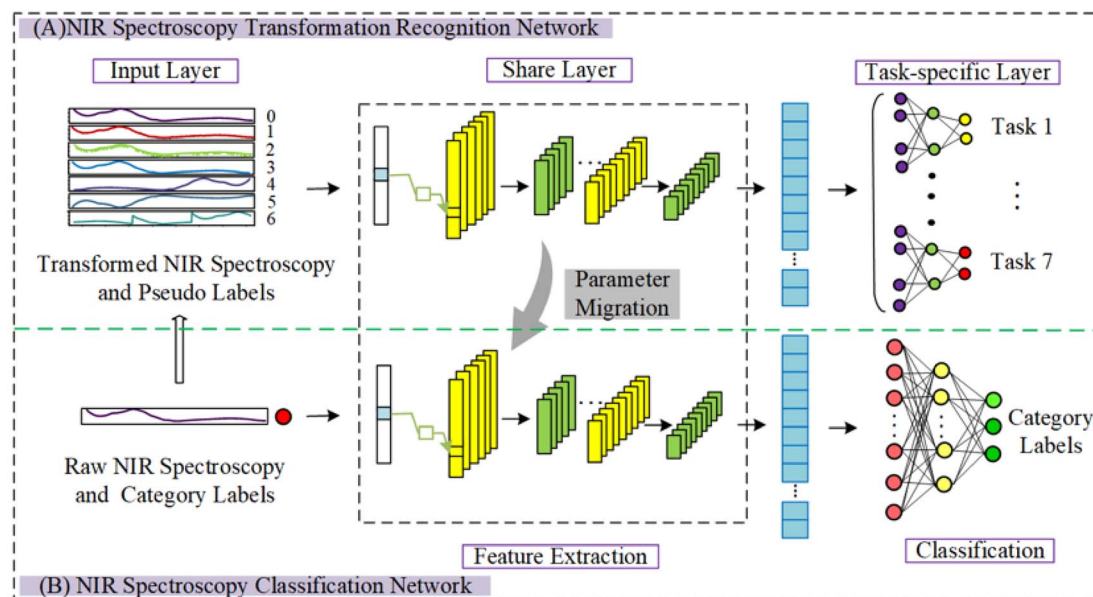 (A)NIR Spectroscopy Transformation Recognition Network
Input Layer
Share Layer
Task-specific Layer
0
1
2
3
4
5
6
Transformed NIR Spectroscopy
and Pseudo Labels
Task 1
Task 7
Parameter
Migration
Raw NIR Spectroscopy
and Category Labels
Category
Labels
Feature Extraction
Classification
(B) NIR Spectroscopy Classification Network